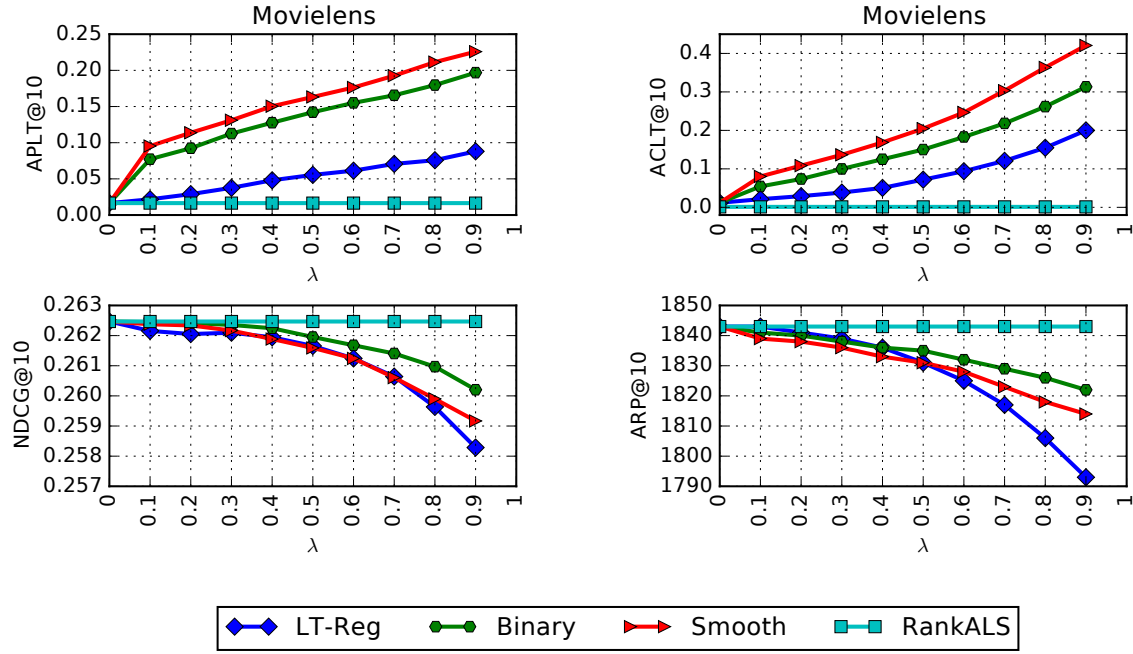 Movielens
APLT@10
0.25
0.20
0.15
0.10
0.05
0.00
0 0.1 0.2 0.3 0.4 0.5 0.6 0.7 0.8 0.9 1
λ
Movielens
ACLT@10
0.4
0.3
0.2
0.1
0.0
0 0.1 0.2 0.3 0.4 0.5 0.6 0.7 0.8 0.9 1
λ
NDCG@10
0.263
0.262
0.261
0.260
0.259
0.258
0.257
0 0.1 0.2 0.3 0.4 0.5 0.6 0.7 0.8 0.9 1
λ
ARP@10
1850
1840
1830
1820
1810
1800
1790
0 0.1 0.2 0.3 0.4 0.5 0.6 0.7 0.8 0.9 1
λ
LT-Reg Binary Smooth RankALS